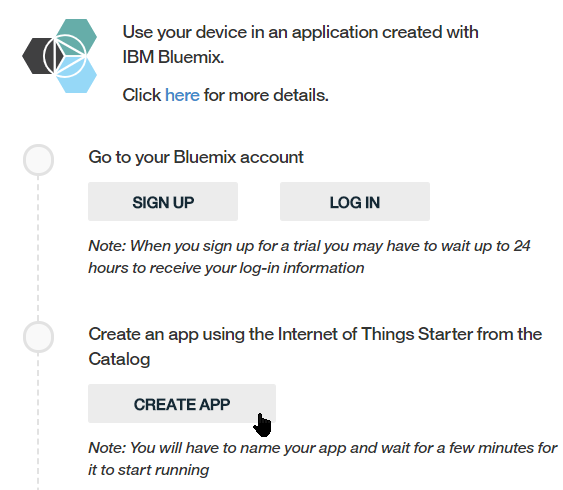 Use your device in an application created with
IBM Bluemix.
Click here for more details.
Go to your Bluemix account
SIGN UP
LOG IN
Note: When you sign up for a trial you may have to wait up to 24
hours to receive your log-in information
Create an app using the Internet of Things Starter from the
Catalog
CREATE APP
Note: You will have to name your app and wait for a few minutes for
it to start running